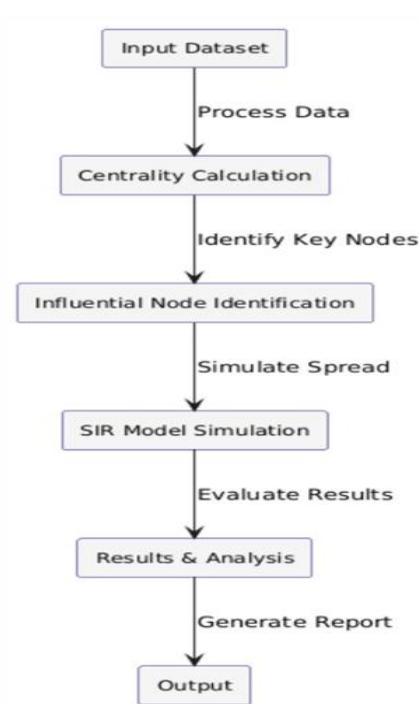 Input Dataset
Process Data
Centrality Calculation
Identify Key Nodes
Influential Node Identification
Simulate Spread
SIR Model Simulation
Evaluate Results
Results & Analysis
Generate Report
Output